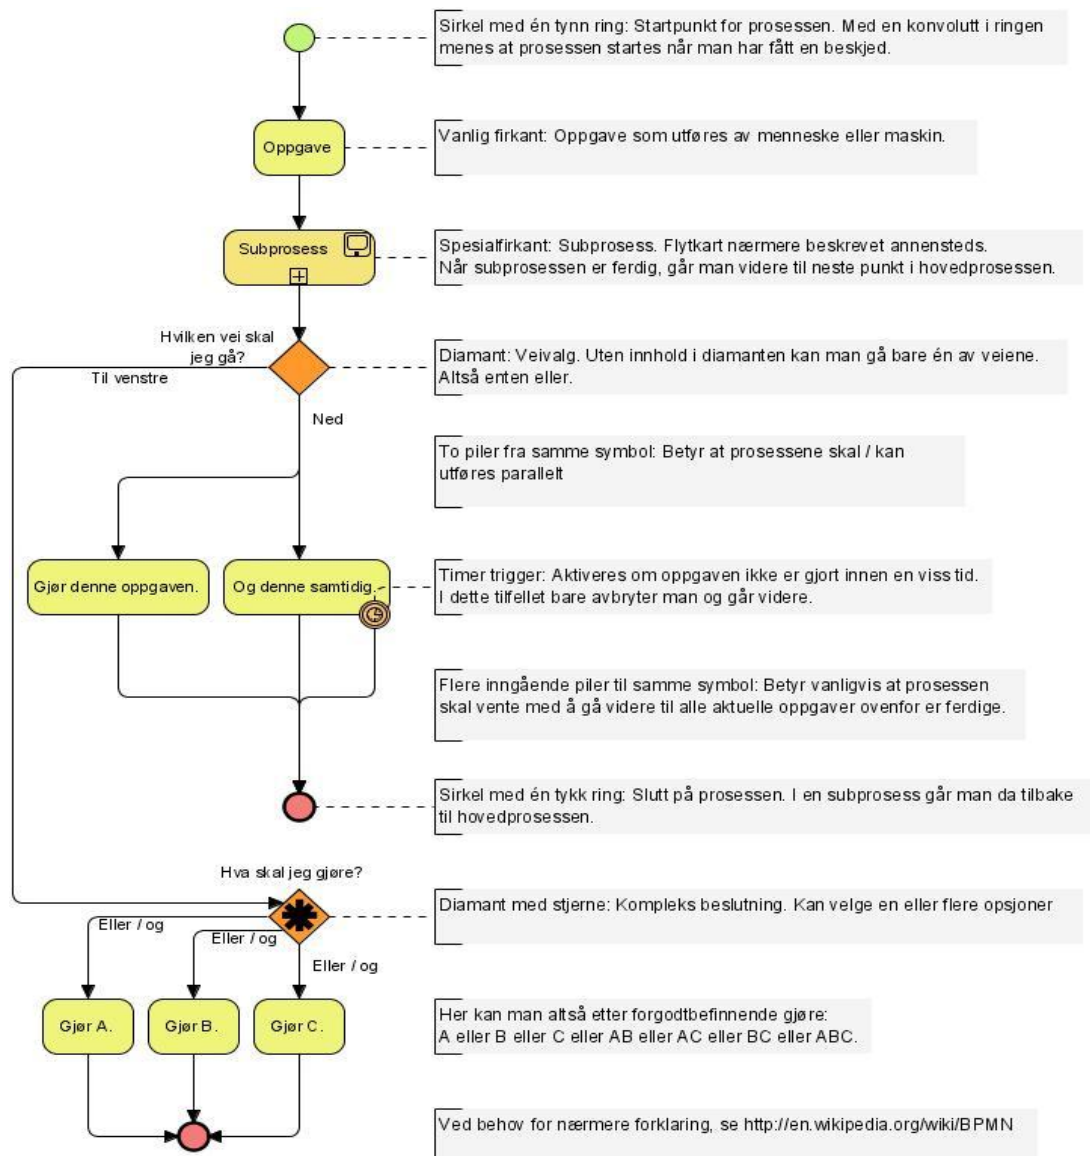 Sirkel med én tynn ring: Startpunkt for prosessen. Med en konvolutt i ringen
menes at prosessen startes når man har fått en beskjed.
Oppgave
Vanlig firkant: Oppgave som utføres av menneske eller maskin.
Subprosess
Spesialfirkant: Subprosess. Flytkart nærmere beskrevet annensteds.
Når subprosessen er ferdig, går man videre til neste punkt i hovedprosessen.
Hvilken vei skal
jeg gå?
Til venstre
Diamant: Veivalg. Uten innhold i diamanten kan man gå bare én av veiene.
Altså enten eller.
Ned
To piler fra samme symbol: Betyr at prosessene skal / kan
utføres parallelt
Gjør denne oppgaven.
Og denne samtidig.
Timer trigger: Aktiveres om oppgaven ikke er gjort innen en viss tid.
I dette tilfellet bare avbryter man og går videre.
Flere inngående piler til samme symbol: Betyr vanligvis at prosessen
skal vente med å gå videre til alle aktuelle oppgaver ovenfor er ferdige.
Sirkel med én tykk ring: Slutt på prosessen. I en subprosess går man da tilbake
til hovedprosessen.
Hva skal jeg gjøre?
Diamant med stjerne: Kompleks beslutning. Kan velge en eller flere opsjoner
Eller / og
Eller / og
Eller / og
Gjør A.
Gjør B.
Gjør C.
Her kan man altså etter forgodtbefinnende gjøre:
A eller B eller C eller AB eller AC eller BC eller ABC.
Ved behov for nærmere forklaring, se http://en.wikipedia.org/wiki/BPMN